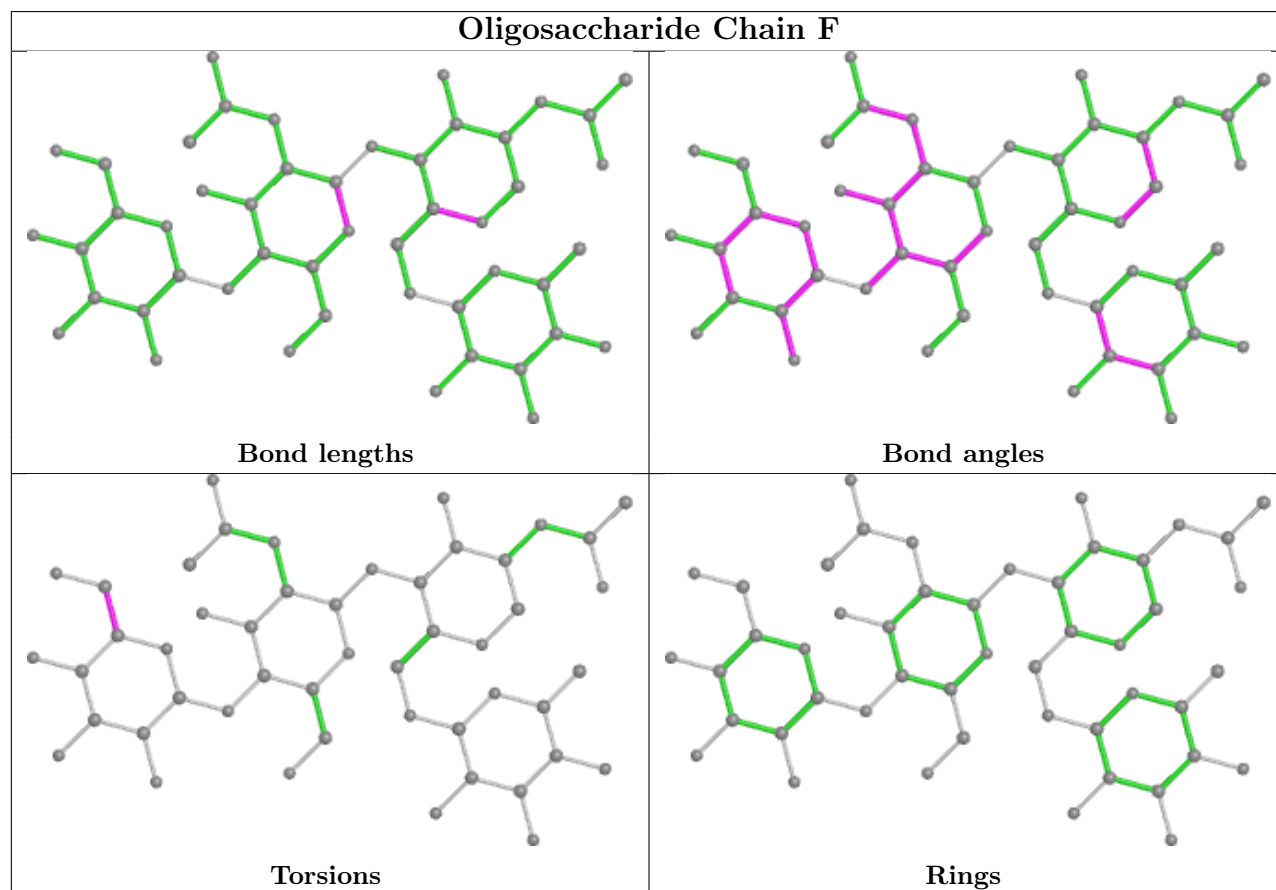 Oligosaccharide Chain F
Bond lengths
Bond angles
Torsions
Rings